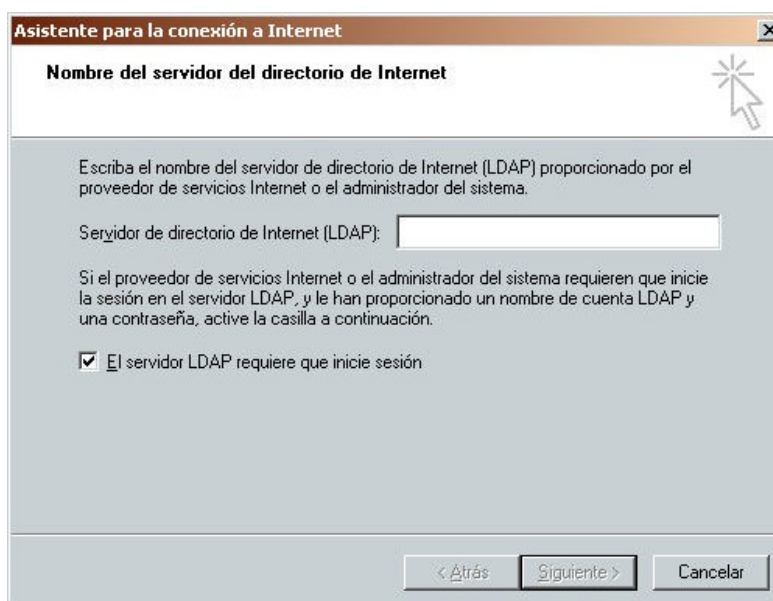 Asistente para la conexión a Internet
Nombre del servidor del directorio de Internet
Escriba el nombre del servidor de directorio de Internet (LDAP) proporcionado por el
proveedor de servicios Internet o el administrador del sistema.
Servidor de directorio de Internet (LDAP):
Si el proveedor de servicios Internet o el administrador del sistema requieren que inicie
la sesión en el servidor LDAP, y le han proporcionado un nombre de cuenta LDAP y
una contraseña, active la casilla a continuación.
El servidor LDAP requiere que inicie sesión
< Atrás Siguiente > Cancelar